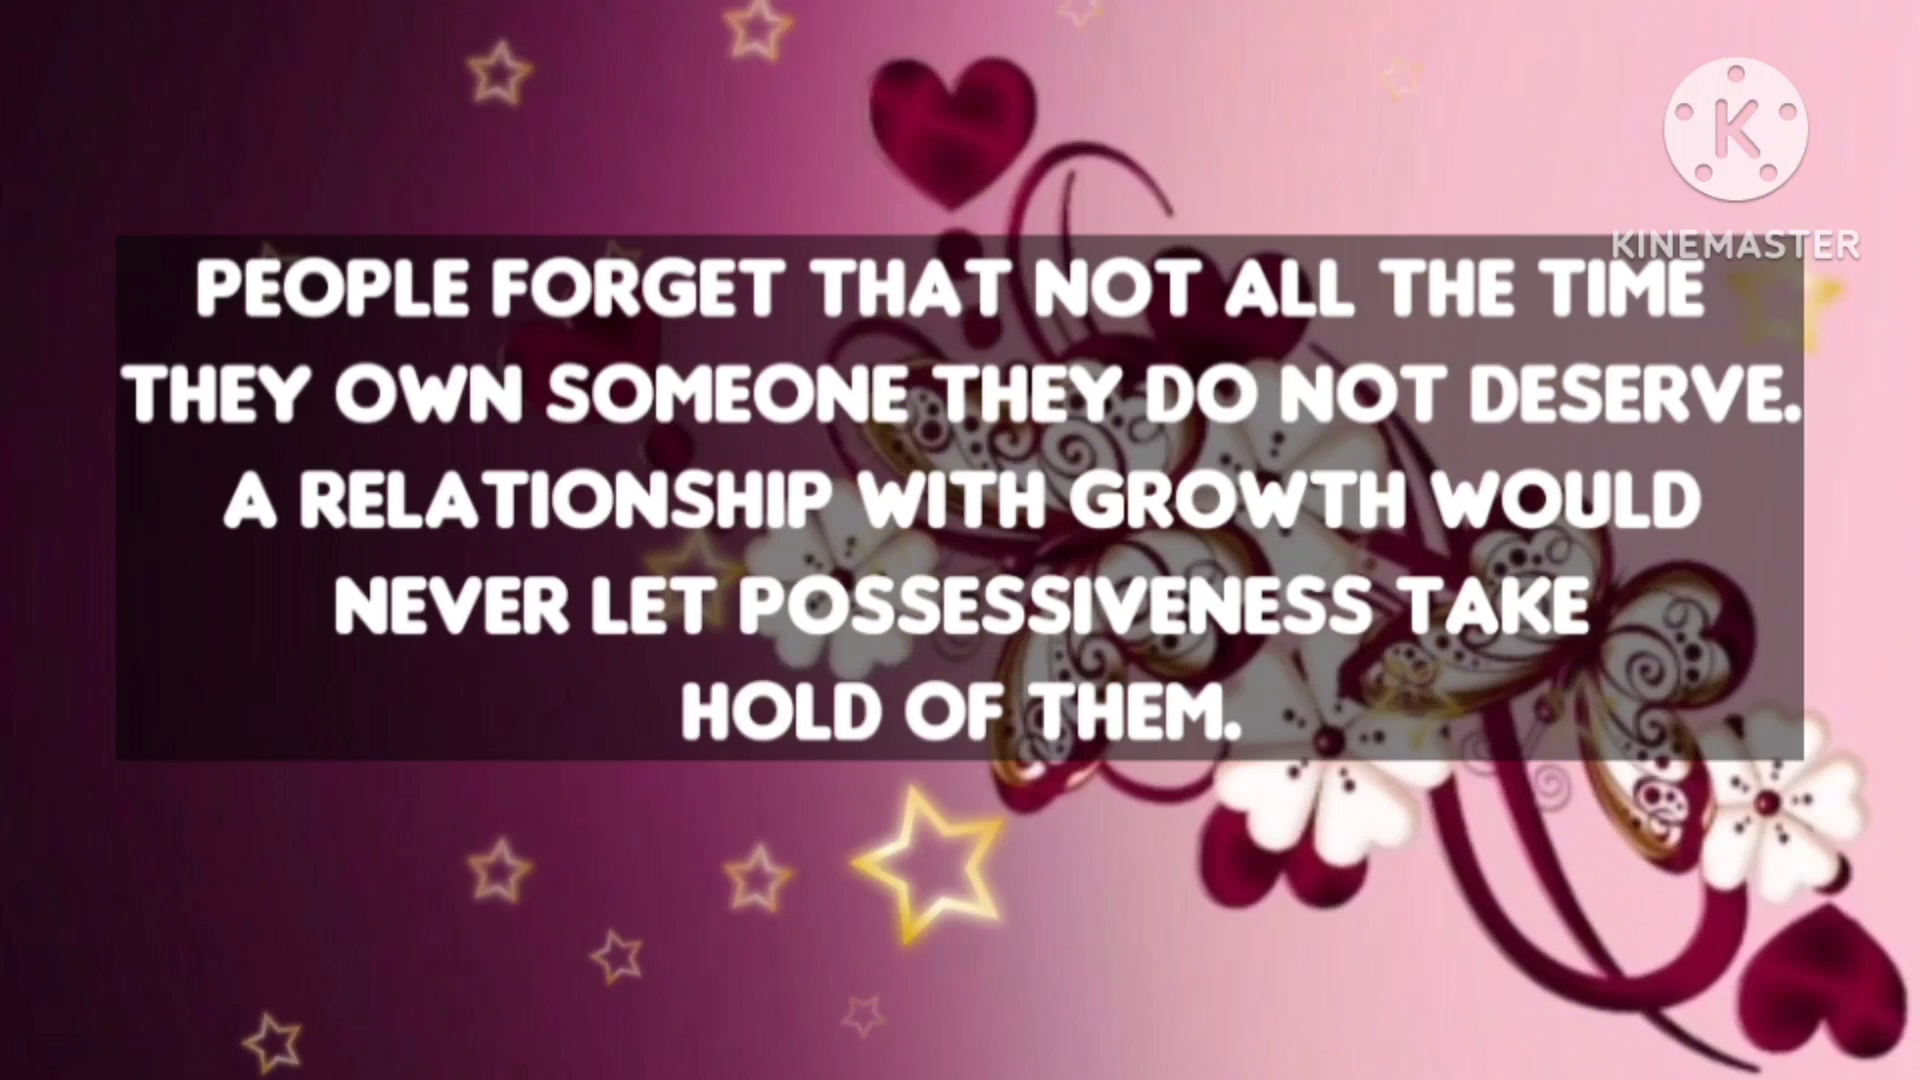 K
KINEMASTER
PEOPLE FORGET THAT NOT ALL THE TIME
THEY OWN SOMEONE THEY DO NOT DESERVE.
A RELATIONSHIP WITH GROWTH WOULD
NEVER LET POSSESSIVENESS TAKE
HOLD OF THEM.